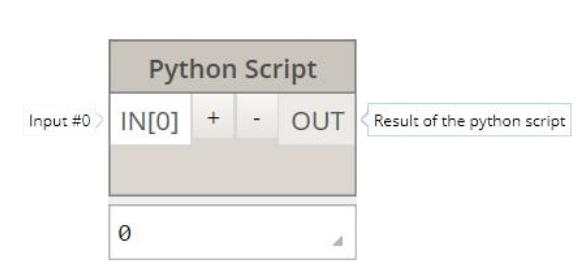 Python Script
Input #0 IN[0] + - OUT Result of the python script
0